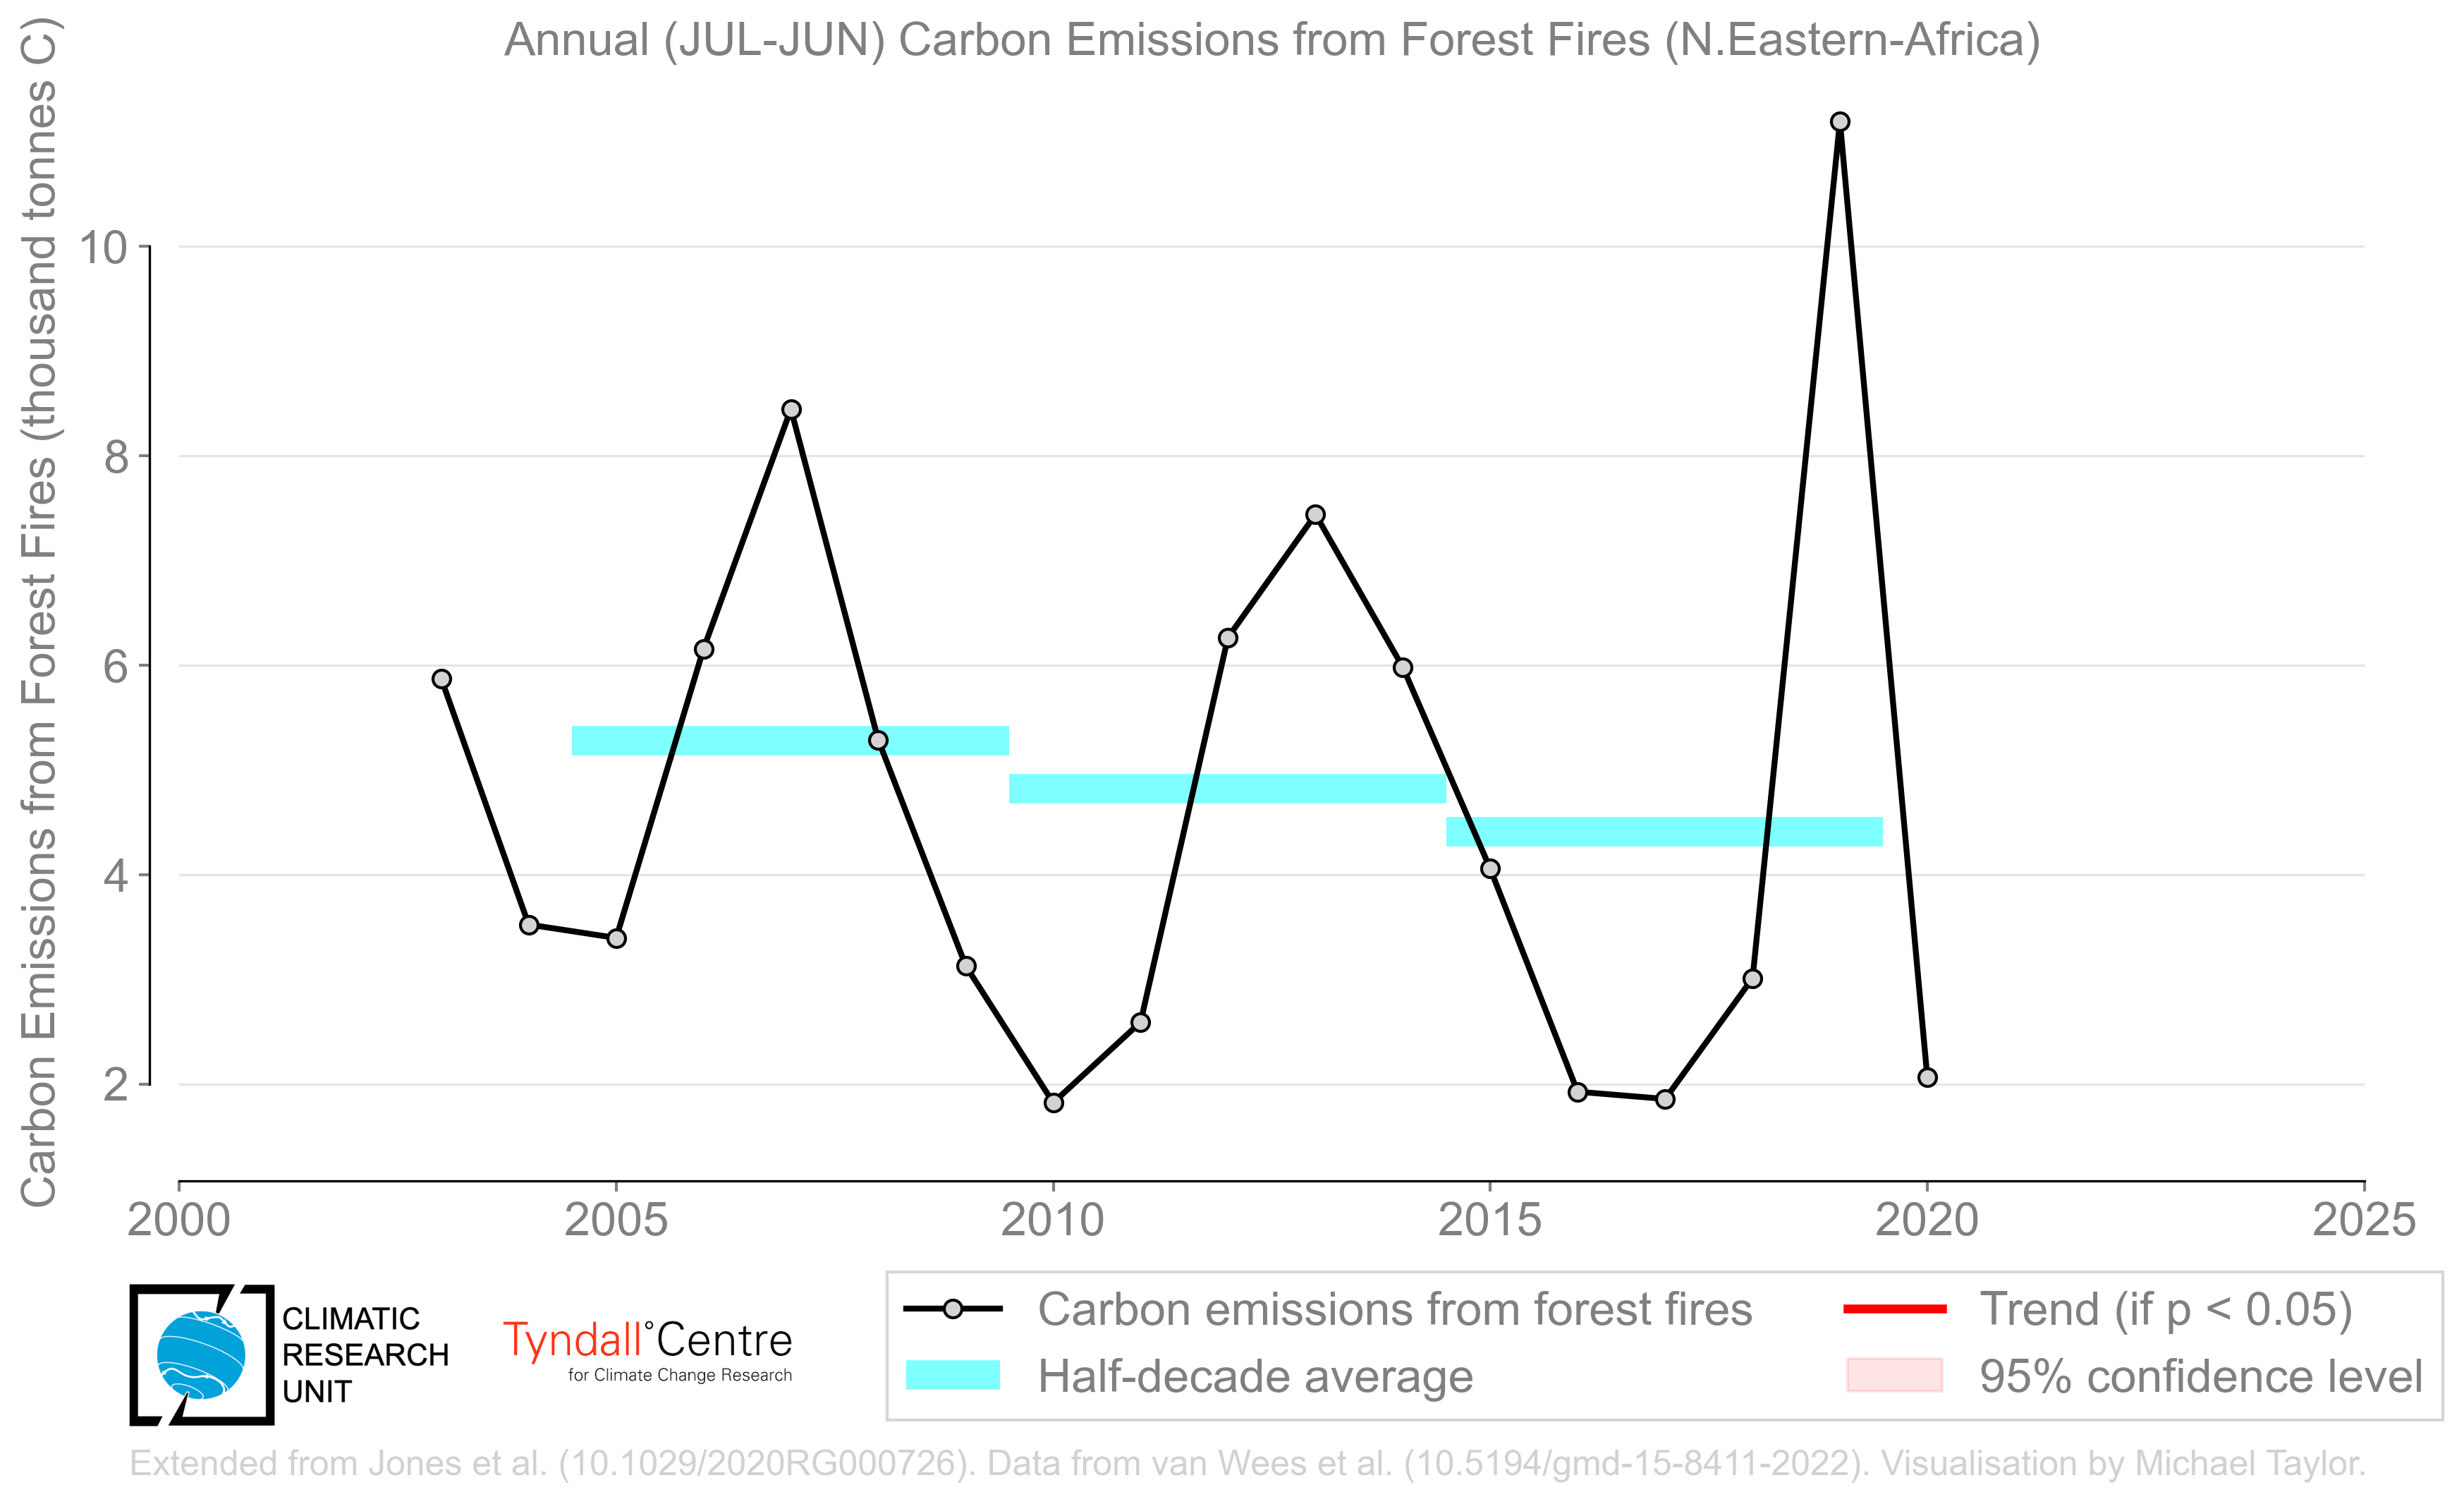 Annual (JUL-JUN) Carbon Emissions from Forest Fires (N.Eastern-Africa)
Carbon Emissions from Forest Fires (thousand tonnes C)
10
8
6
4
2
2000
2005
2010
2015
2020
2025
CLIMATIC
RESEARCH
UNIT
Tyndall°Centre
for Climate Change Research
Carbon emissions from forest fires
Half-decade average
Trend (if p < 0.05)
95% confidence level
Extended from Jones et al. (10.1029/2020RG000726). Data from van Wees et al. (10.5194/gmd-15-8411-2022). Visualisation by Michael Taylor.